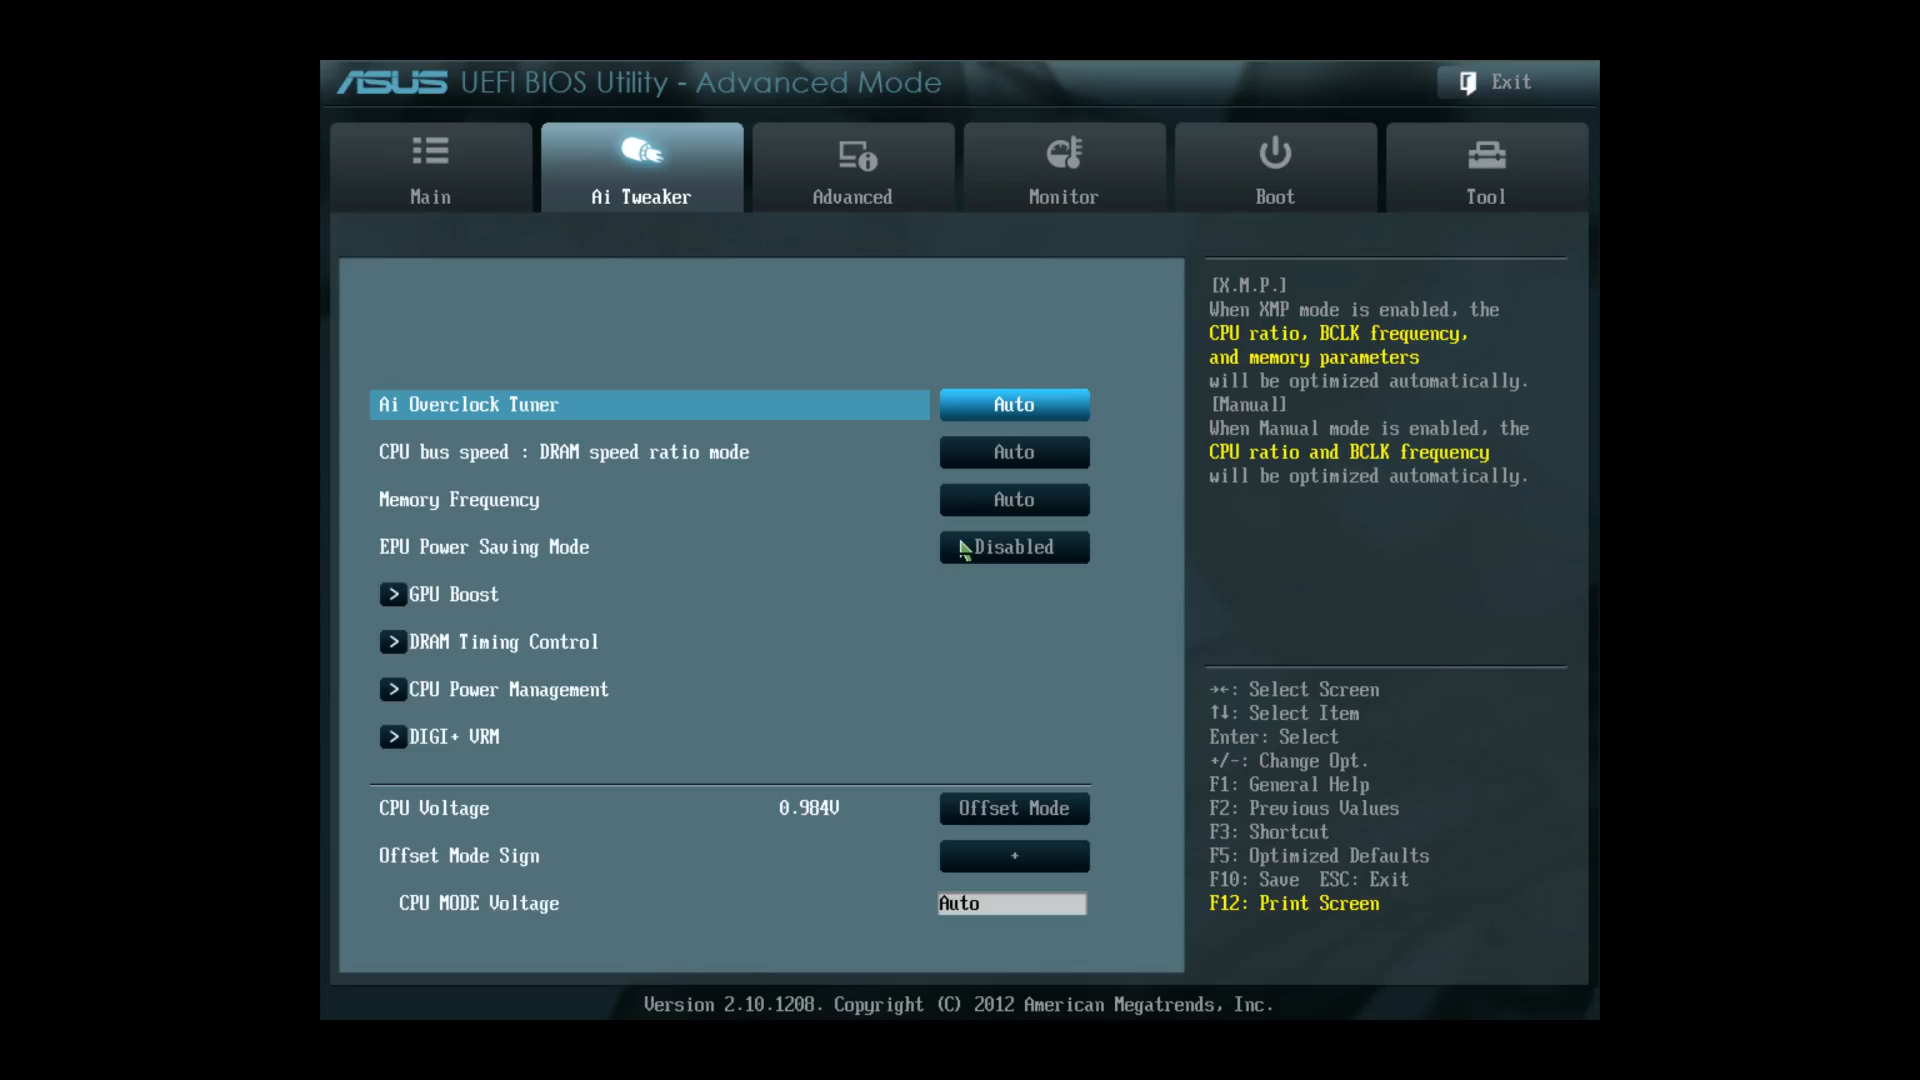 ASUS UEFI BIOS Utility - Advanced Mode
Exit
Main
Ai Tweaker
Advanced
Monitor
Boot
Tool
Ai Overclock Tuner Auto
CPU bus speed : DRAM speed ratio mode Auto
Memory Frequency Auto
EPU Power Saving Mode Disabled
> GPU Boost
> DRAM Timing Control
> CPU Power Management
> DIGI+ VRM
CPU Voltage 0.984V Offset Mode
Offset Mode Sign +
CPU MODE Voltage Auto
[X.M.P.]
When XMP mode is enabled, the
CPU ratio, BCLK frequency,
and memory parameters
will be optimized automatically.
[Manual]
When Manual mode is enabled, the
CPU ratio and BCLK frequency
will be optimized automatically.
→←: Select Screen
↑↓: Select Item
Enter: Select
+/-: Change Opt.
F1: General Help
F2: Previous Values
F3: Shortcut
F5: Optimized Defaults
F10: Save ESC: Exit
F12: Print Screen
Version 2.10.1208. Copyright (C) 2012 American Megatrends, Inc.